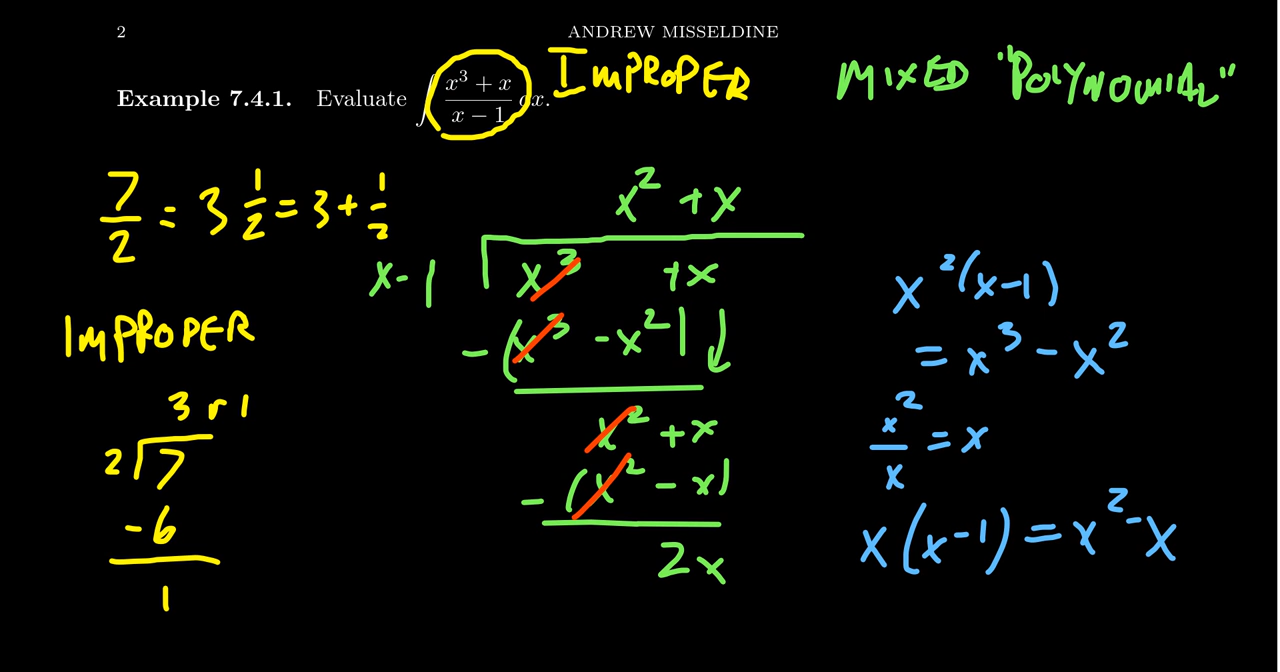 2 ANDREW MISSELDINE
Example 7.4.1. Evaluate ∫ (x³ + x)/(x − 1) dx. IMPROPER MIXED "POLYNOMIAL"
7/2 = 3 1/2 = 3 + 1/2
IMPROPER
3 r 1
2 7
-6
1
x² + x
x - 1 x³ + x
- (x³ - x²) ↓
x² + x
- (x² - x)
2x
x²(x-1)
= x³ - x²
x²/x = x
x(x-1) = x² - x